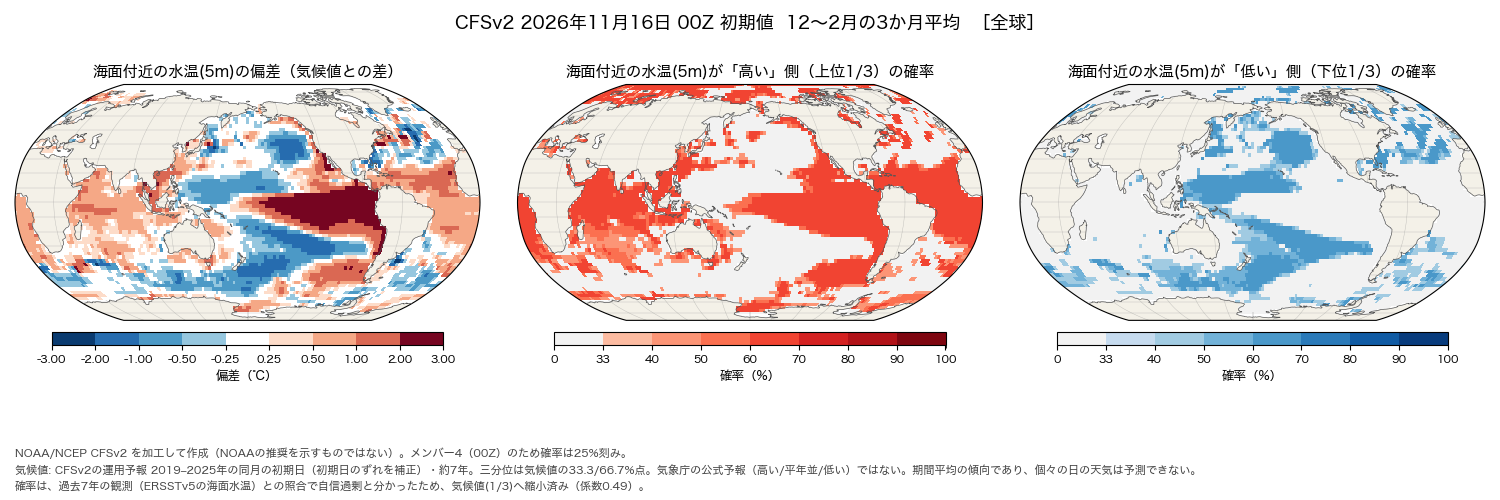 CFSv2 2026年11月16日 00Z 初期値 12～2月の3か月平均 ［全球］
海面付近の水温(5m)の偏差（気候値との差）
海面付近の水温(5m)が「高い」側（上位1/3）の確率
海面付近の水温(5m)が「低い」側（下位1/3）の確率
-3.00 -2.00 -1.00 -0.50 -0.25 0.25 0.50 1.00 2.00 3.00
偏差（℃）
0 33 40 50 60 70 80 90 100
確率（%）
0 33 40 50 60 70 80 90 100
確率（%）
NOAA/NCEP CFSv2 を加工して作成（NOAAの推奨を示すものではない）。メンバー4（00Z）のため確率は25%刻み。
気候値: CFSv2の運用予報 2019–2025年の同月の初期日（初期日のずれを補正）・約7年。三分位は気候値の33.3/66.7%点。気象庁の公式予報（高い/平年並/低い）ではない。期間平均の傾向であり、個々の日の天気は予測できない。
確率は、過去7年の観測（ERSSTv5の海面水温）との照合で自信過剰と分かったため、気候値(1/3)へ縮小済み（係数0.49）。